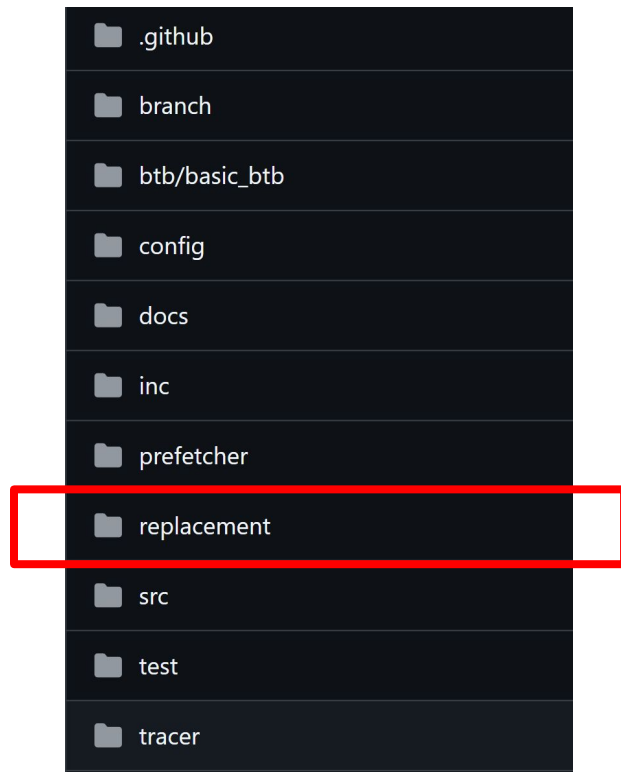 .github
branch
btb/basic_btb
config
docs
inc
prefetcher
replacement
src
test
tracer